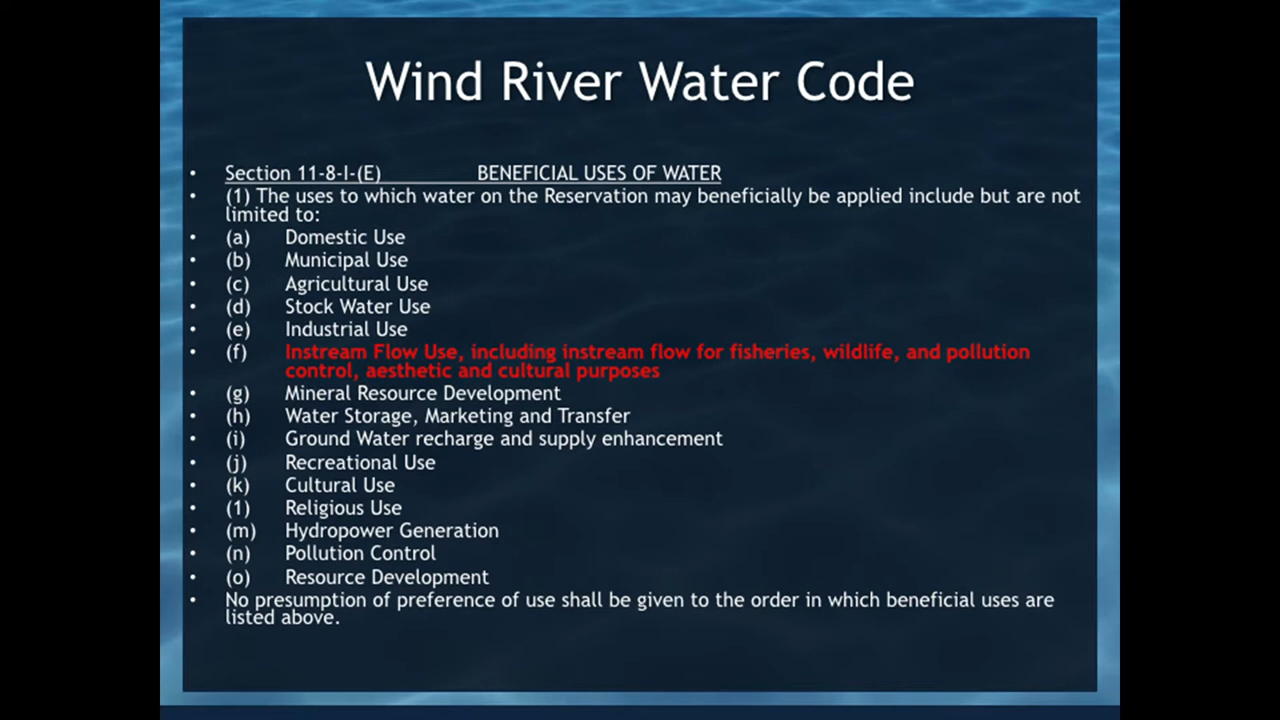 Wind River Water Code
• Section 11-8-I-(E) BENEFICIAL USES OF WATER
• (1) The uses to which water on the Reservation may beneficially be applied include but are not
limited to:
• (a) Domestic Use
• (b) Municipal Use
• (c) Agricultural Use
• (d) Stock Water Use
• (e) Industrial Use
• (f) Instream Flow Use, including instream flow for fisheries, wildlife, and pollution
control, aesthetic and cultural purposes
• (g) Mineral Resource Development
• (h) Water Storage, Marketing and Transfer
• (i) Ground Water recharge and supply enhancement
• (j) Recreational Use
• (k) Cultural Use
• (1) Religious Use
• (m) Hydropower Generation
• (n) Pollution Control
• (o) Resource Development
• No presumption of preference of use shall be given to the order in which beneficial uses are
listed above.